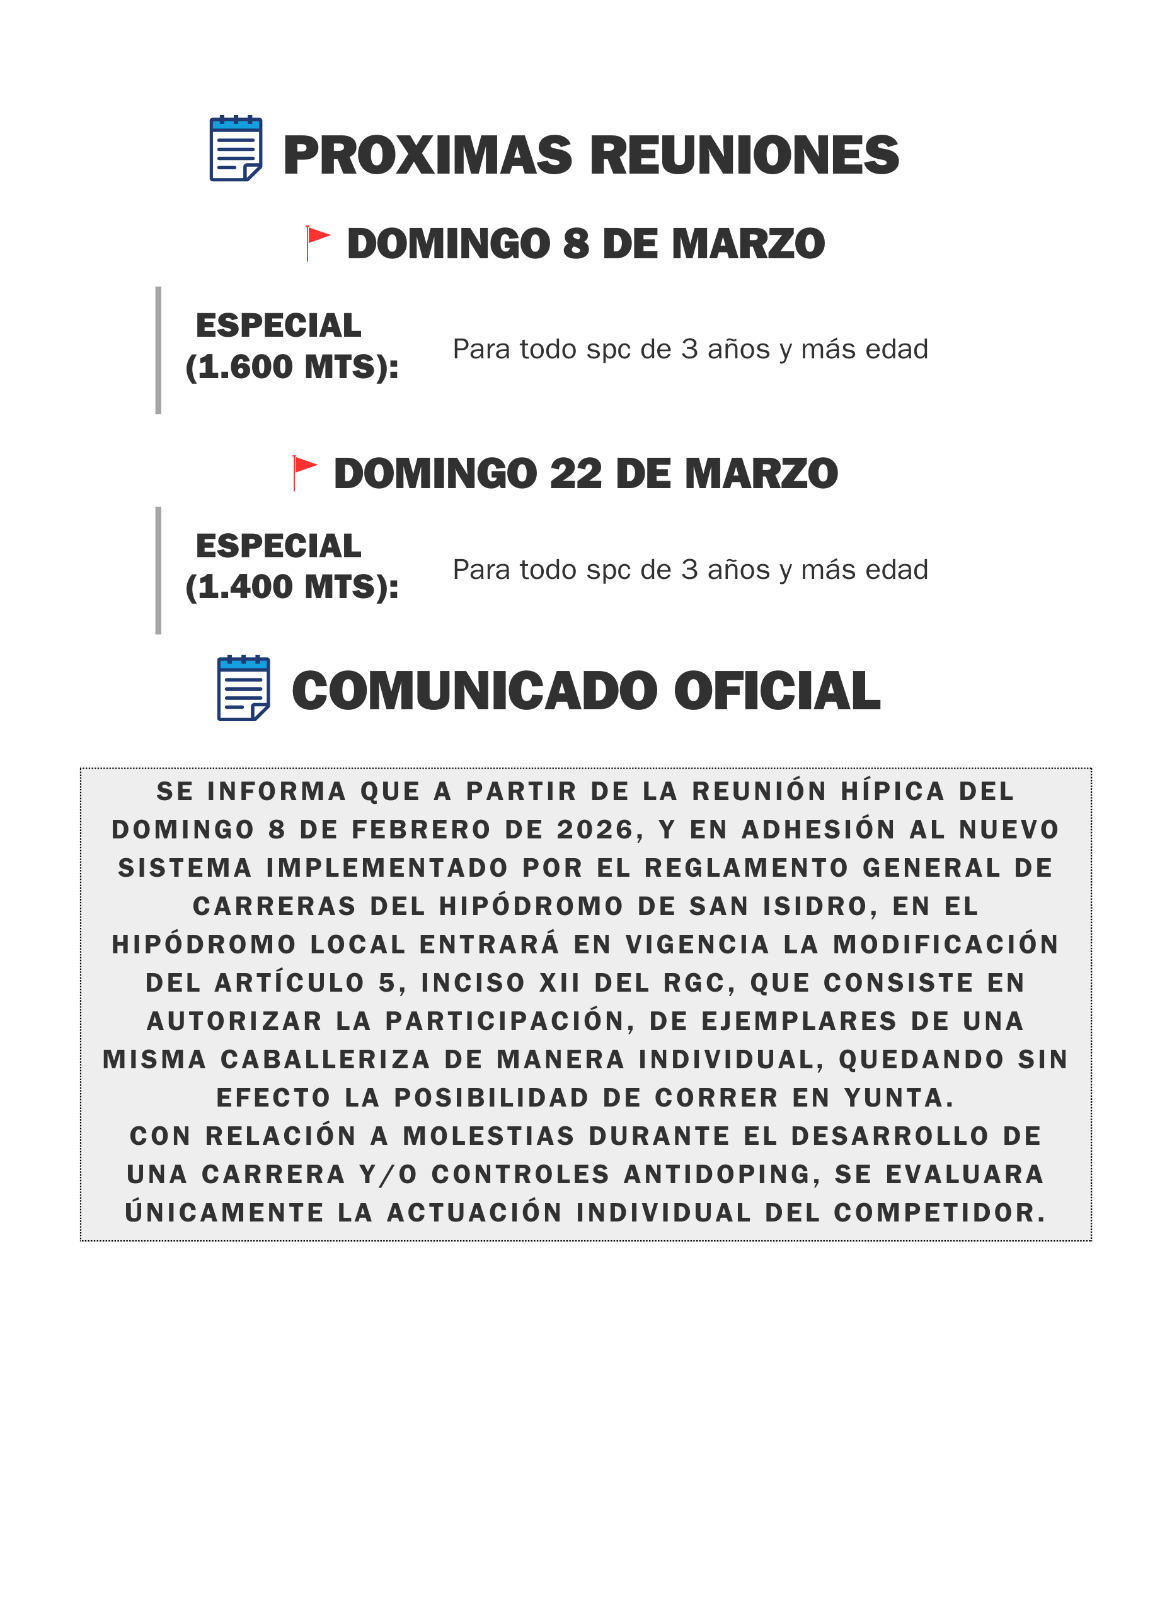 PROXIMAS REUNIONES
DOMINGO 8 DE MARZO
ESPECIAL
(1.600 MTS):
Para todo spc de 3 años y más edad
DOMINGO 22 DE MARZO
ESPECIAL
(1.400 MTS):
Para todo spc de 3 años y más edad
COMUNICADO OFICIAL
SE INFORMA QUE A PARTIR DE LA REUNIÓN HÍPICA DEL
DOMINGO 8 DE FEBRERO DE 2026, Y EN ADHESIÓN AL NUEVO
SISTEMA IMPLEMENTADO POR EL REGLAMENTO GENERAL DE
CARRERAS DEL HIPÓDROMO DE SAN ISIDRO, EN EL
HIPÓDROMO LOCAL ENTRARÁ EN VIGENCIA LA MODIFICACIÓN
DEL ARTÍCULO 5, INCISO XII DEL RGC, QUE CONSISTE EN
AUTORIZAR LA PARTICIPACIÓN, DE EJEMPLARES DE UNA
MISMA CABALLERIZA DE MANERA INDIVIDUAL, QUEDANDO SIN
EFECTO LA POSIBILIDAD DE CORRER EN YUNTA.
CON RELACIÓN A MOLESTIAS DURANTE EL DESARROLLO DE
UNA CARRERA Y/O CONTROLES ANTIDOPING, SE EVALUARA
ÚNICAMENTE LA ACTUACIÓN INDIVIDUAL DEL COMPETIDOR.